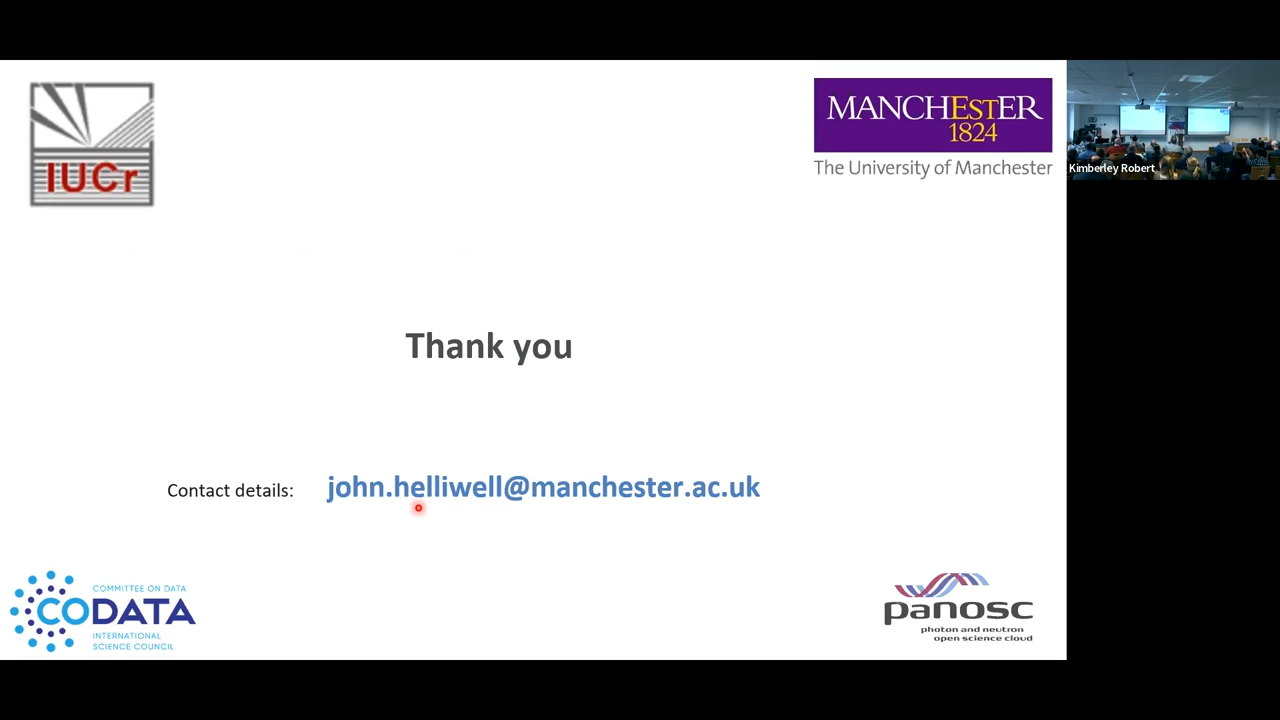 IUCr
MANCHESTER
1824
The University of Manchester
Kimberley Robert
Thank you
Contact details: john.helliwell@manchester.ac.uk
COMMITTEE ON DATA
CODATA
INTERNATIONAL
SCIENCE COUNCIL
panosc
photon and neutron
open science cloud